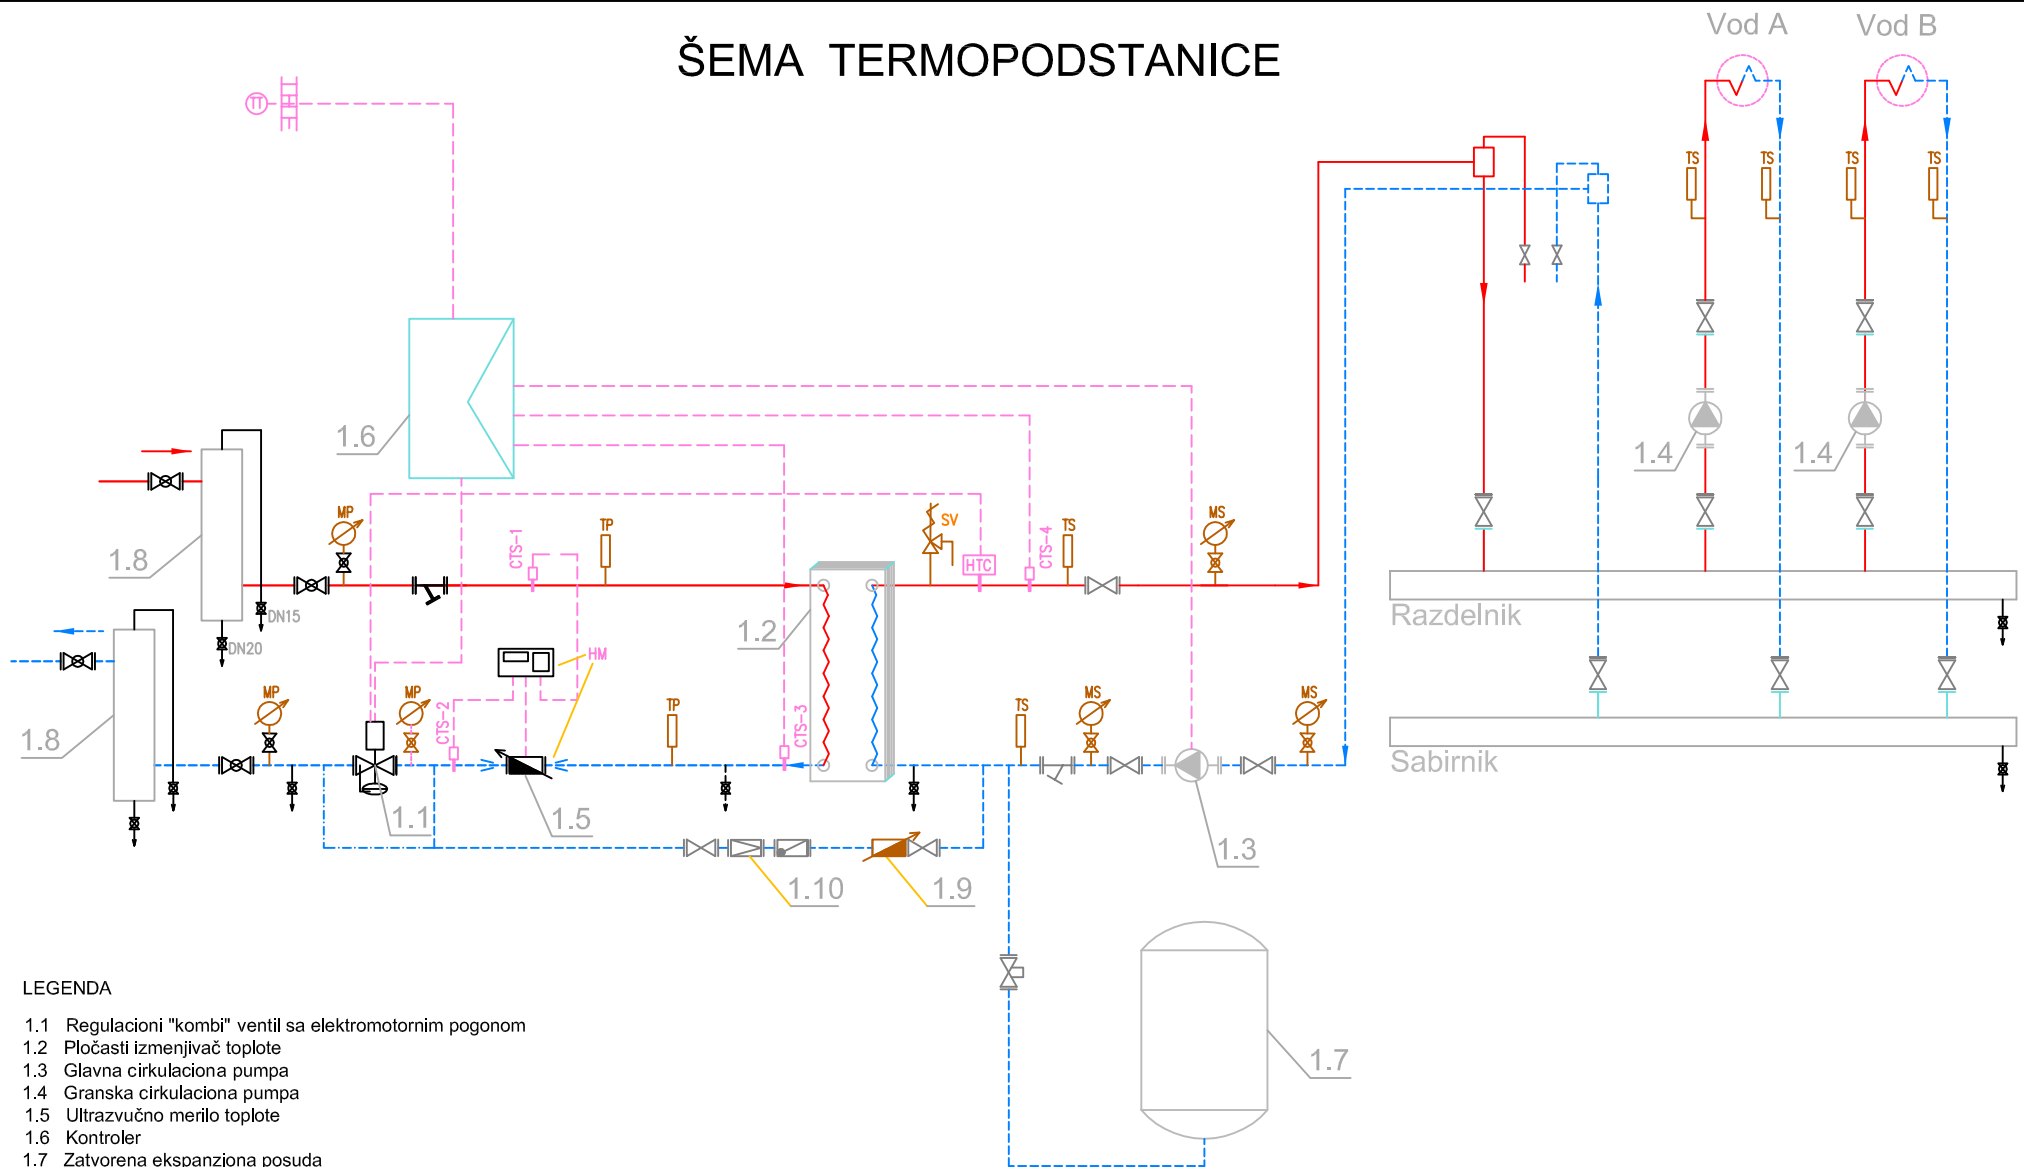 ŠEMA TERMOPODSTANICE
Vod A
Vod B
TT
TS
TS
TS
TS
1.6
1.4
1.4
MP
CTS-1
TP
SV
HTC
CTS-4
TS
MS
1.8
DN15
DN20
1.2
HM
Razdelnik
1.8
MP
MP
CTS-2
TP
CTS-3
TS
MS
MS
Sabirnik
1.1
1.5
1.3
1.10
1.9
1.7
LEGENDA
1.1 Regulacioni "kombi" ventil sa elektromotornim pogonom
1.2 Pločasti izmenjivač toplote
1.3 Glavna cirkulaciona pumpa
1.4 Granska cirkulaciona pumpa
1.5 Ultrazvučno merilo toplote
1.6 Kontroler
1.7 Zatvorena ekspanziona posuda